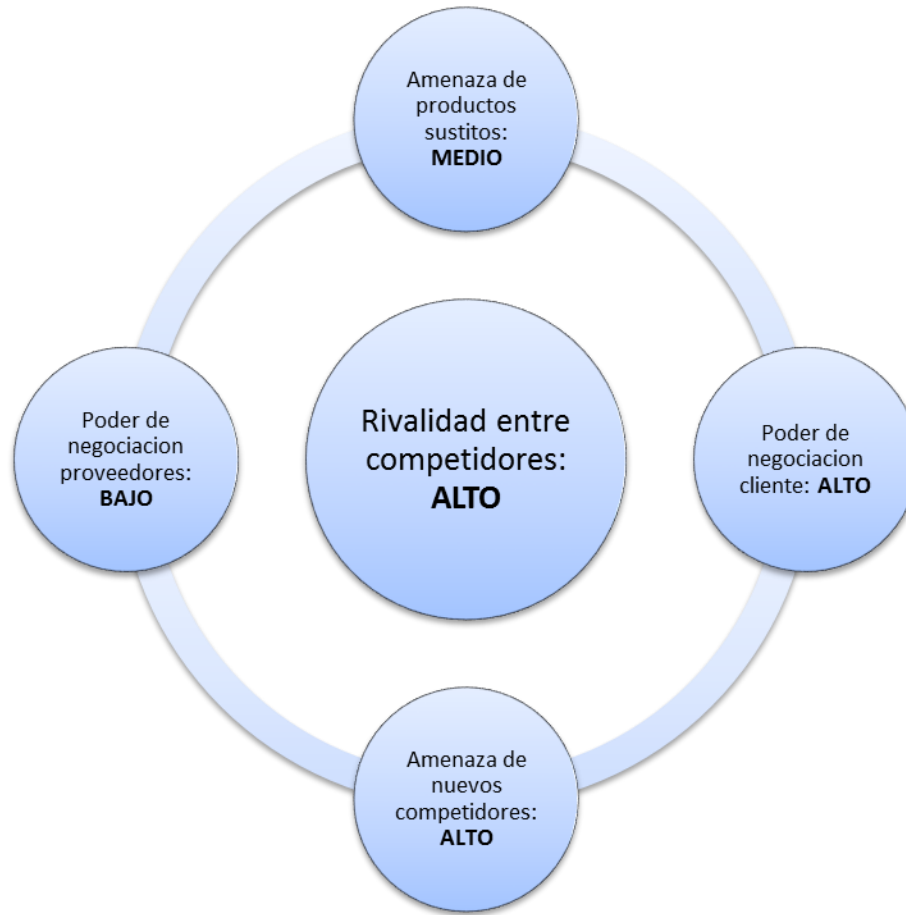 Amenaza de
productos
sustitos:
MEDIO
Poder de
negociacion
proveedores:
BAJO
Rivalidad entre
competidores:
ALTO
Poder de
negociacion
cliente: ALTO
Amenaza de
nuevos
competidores:
ALTO